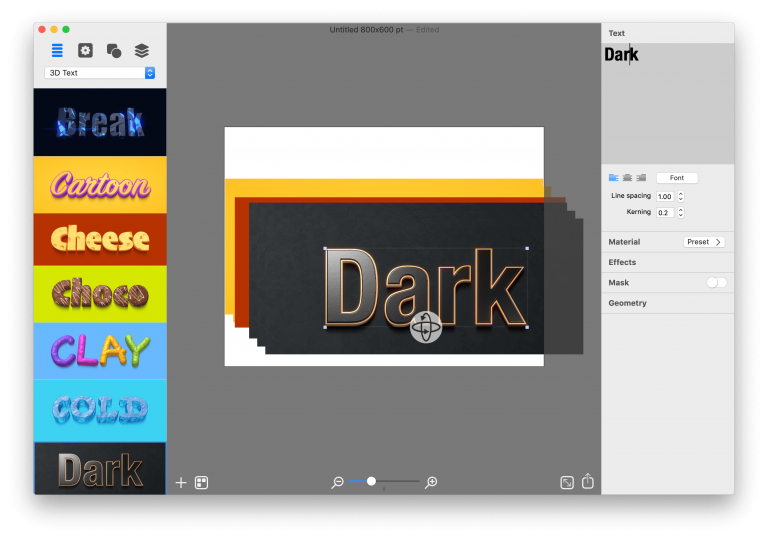 Untitled 800x600 pt — Edited
3D Text
Break
Cartoon
Cheese
Choco
CLAY
COLD
Dark
Dark
Text
Dark
Font
Line spacing 1.00
Kerning 0.2
Material Preset
Effects
Mask
Geometry